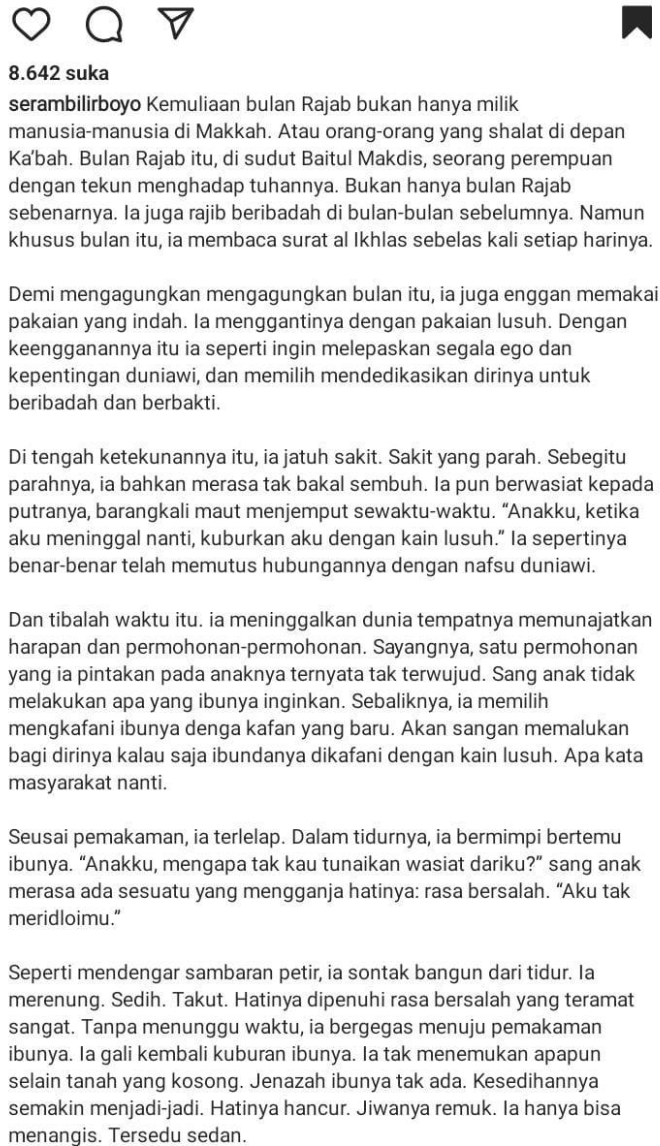 8.642 suka
serambilirboyo Kemuliaan bulan Rajab bukan hanya milik
manusia-manusia di Makkah. Atau orang-orang yang shalat di depan
Ka'bah. Bulan Rajab itu, di sudut Baitul Makdis, seorang perempuan
dengan tekun menghadap tuhannya. Bukan hanya bulan Rajab
sebenarnya. Ia juga rajib beribadah di bulan-bulan sebelumnya. Namun
khusus bulan itu, ia membaca surat al Ikhlas sebelas kali setiap harinya.

Demi mengagungkan mengagungkan bulan itu, ia juga enggan memakai
pakaian yang indah. Ia menggantinya dengan pakaian lusuh. Dengan
keengganannya itu ia seperti ingin melepaskan segala ego dan
kepentingan duniawi, dan memilih mendedikasikan dirinya untuk
beribadah dan berbakti.

Di tengah ketekunannya itu, ia jatuh sakit. Sakit yang parah. Sebegitu
parahnya, ia bahkan merasa tak bakal sembuh. Ia pun berwasiat kepada
putranya, barangkali maut menjemput sewaktu-waktu. “Anakku, ketika
aku meninggal nanti, kuburkan aku dengan kain lusuh.” Ia sepertinya
benar-benar telah memutus hubungannya dengan nafsu duniawi.

Dan tibalah waktu itu. ia meninggalkan dunia tempatnya memunajatkan
harapan dan permohonan-permohonan. Sayangnya, satu permohonan
yang ia pintakan pada anaknya ternyata tak terwujud. Sang anak tidak
melakukan apa yang ibunya inginkan. Sebaliknya, ia memilih
mengkafani ibunya denga kafan yang baru. Akan sangan memalukan
bagi dirinya kalau saja ibundanya dikafani dengan kain lusuh. Apa kata
masyarakat nanti.

Seusai pemakaman, ia terlelap. Dalam tidurnya, ia bermimpi bertemu
ibunya. “Anakku, mengapa tak kau tunaikan wasiat dariku?” sang anak
merasa ada sesuatu yang mengganja hatinya: rasa bersalah. “Aku tak
meridloimu.”

Seperti mendengar sambaran petir, ia sontak bangun dari tidur. Ia
merenung. Sedih. Takut. Hatinya dipenuhi rasa bersalah yang teramat
sangat. Tanpa menunggu waktu, ia bergegas menuju pemakaman
ibunya. Ia gali kembali kuburan ibunya. Ia tak menemukan apapun
selain tanah yang kosong. Jenazah ibunya tak ada. Kesedihannya
semakin menjadi-jadi. Hatinya hancur. Jiwanya remuk. Ia hanya bisa
menangis. Tersedu sedan.